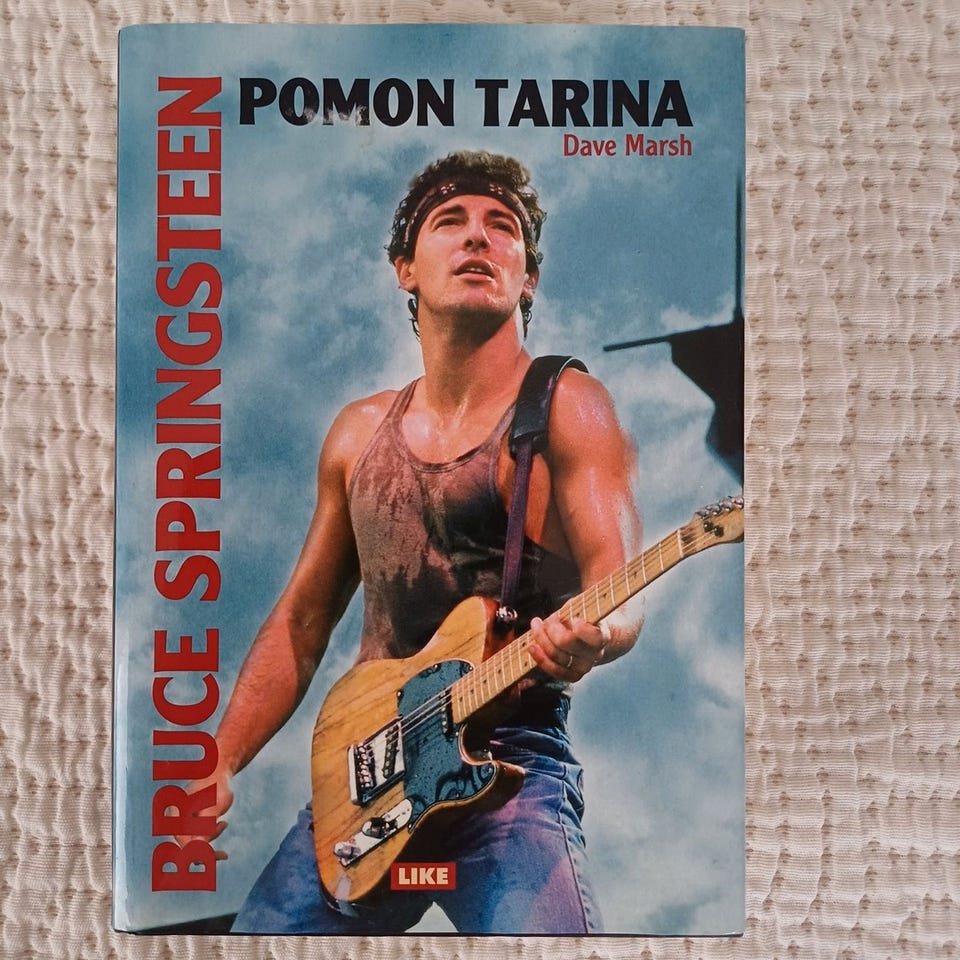 BRUCE SPRINGSTEEN
POMON TARINA
Dave Marsh
LIKE